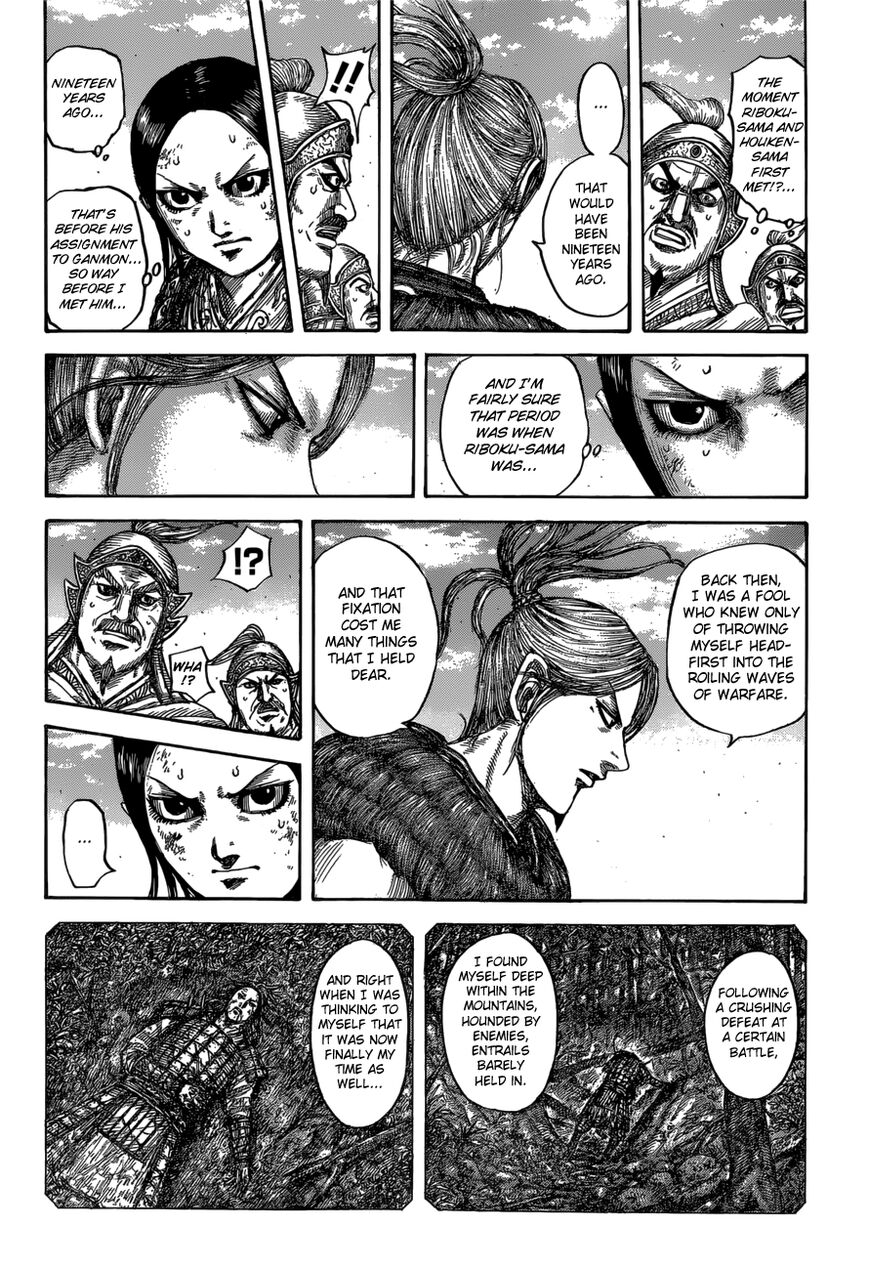 THE
MOMENT
RIBOKU-
SAMA AND
HOUKEN-
SAMA
FIRST
MET!?...
...
THAT
WOULD
HAVE
BEEN
NINETEEN
YEARS
AGO.
!!
NINETEEN
YEARS
AGO...
THAT'S
BEFORE HIS
ASSIGNMENT
TO GANMON...
SO WAY
BEFORE I
MET HIM...
AND I'M
FAIRLY SURE
THAT PERIOD
WAS WHEN
RIBOKU-SAMA
WAS...
BACK THEN,
I WAS A FOOL
WHO KNEW ONLY
OF THROWING
MYSELF HEAD-
FIRST INTO THE
ROILING WAVES
OF WARFARE.
AND THAT
FIXATION
COST ME
MANY THINGS
THAT I HELD
DEAR.
!?
WHA
!?
...
FOLLOWING
A CRUSHING
DEFEAT AT
A CERTAIN
BATTLE,
I FOUND
MYSELF DEEP
WITHIN THE
MOUNTAINS,
HOUNDED BY
ENEMIES,
ENTRAILS
BARELY
HELD IN.
AND RIGHT
WHEN I WAS
THINKING TO
MYSELF THAT
IT WAS NOW
FINALLY MY
TIME AS
WELL...